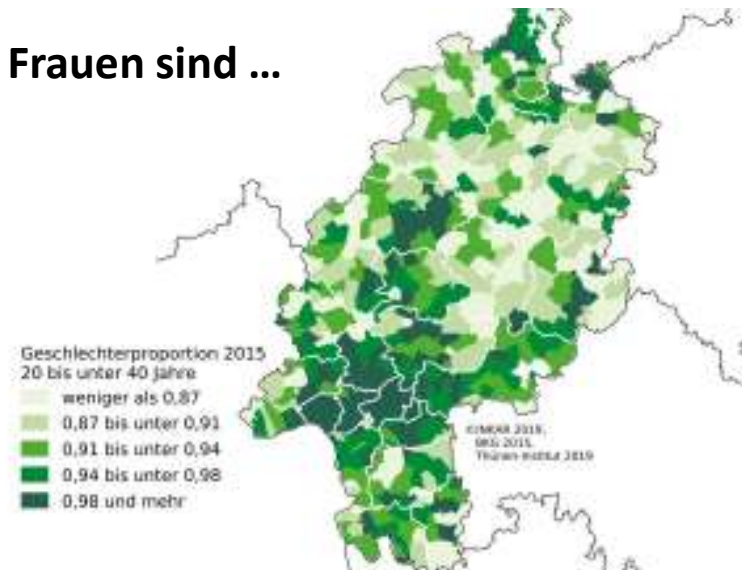 Frauen sind ...
Geschlechterproportion 2015
20 bis unter 40 Jahre
weniger als 0,87
0,87 bis unter 0,91
0,91 bis unter 0,94
0,94 bis unter 0,98
0,98 und mehr
©INKAR 2019,
BKG 2015,
Thünen-Institut 2019